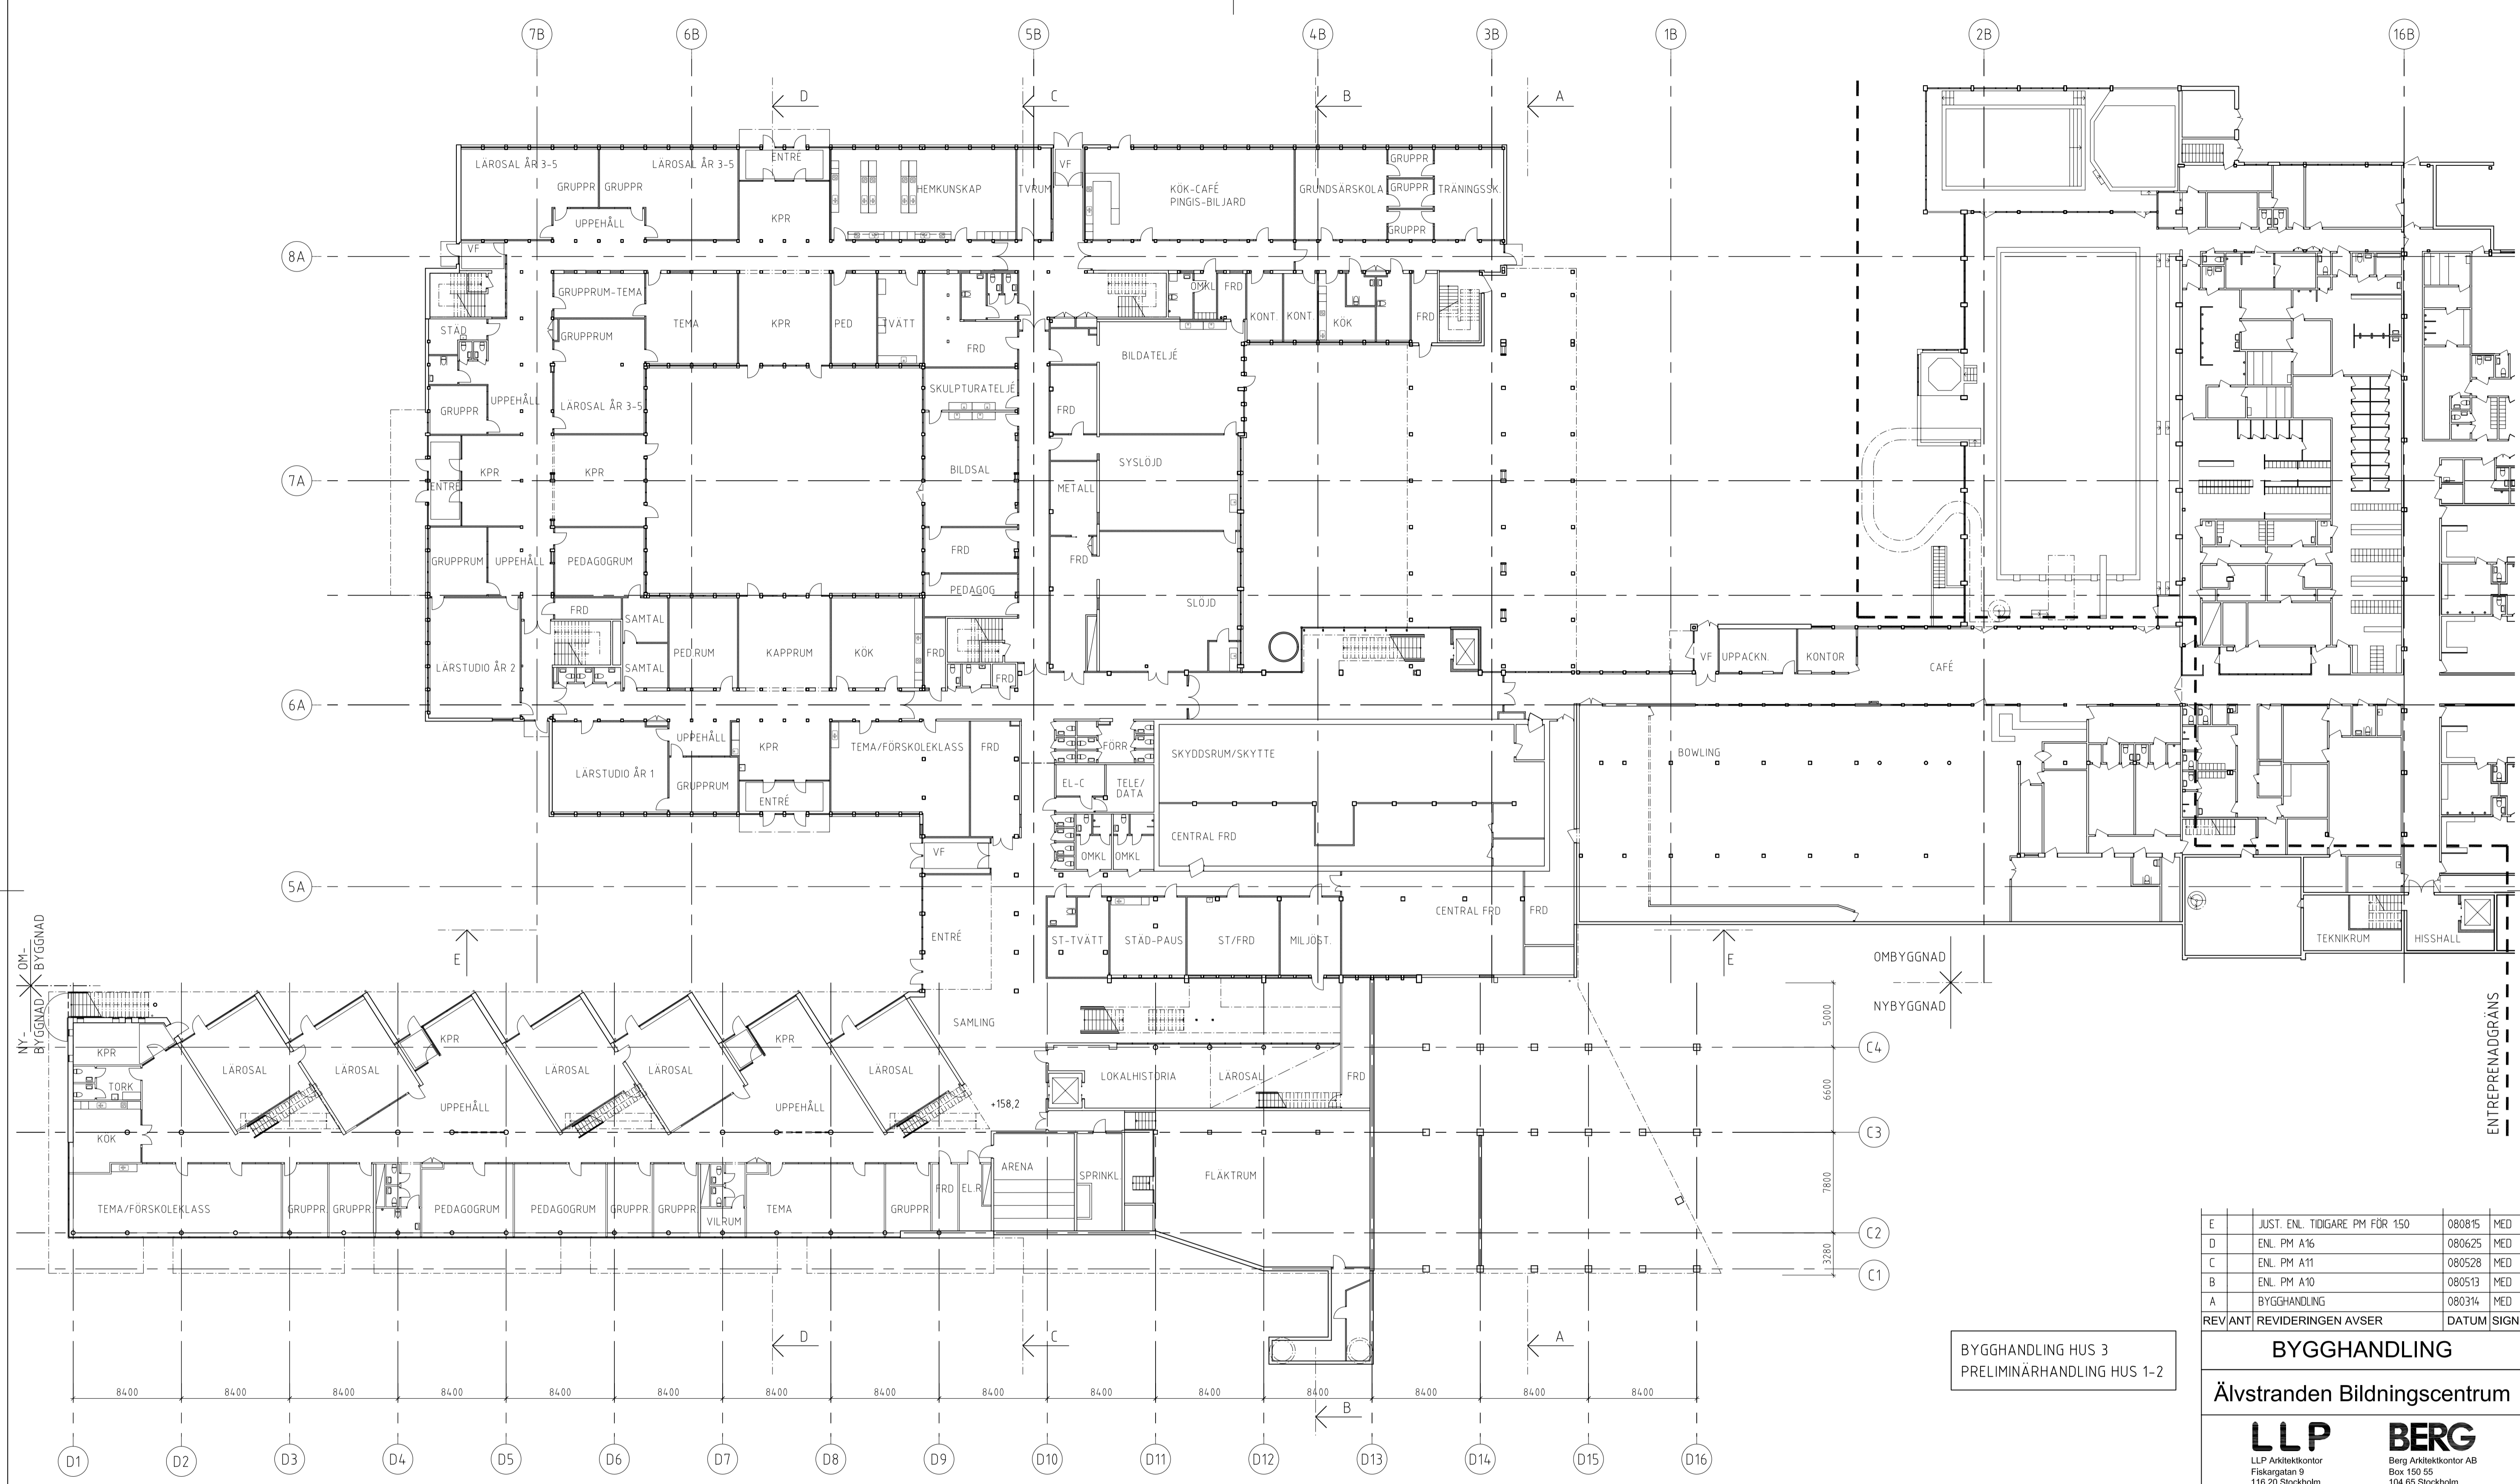 7B 6B 5B 4B 3B 1B 2B 16B
D C B A
LÄROSAL ÅR 3-5 LÄROSAL ÅR 3-5 ENTRÉ VF GRUPPR
GRUPPR GRUPPR HEMKUNSKAP TVRUM KÖK-CAFÉ GRUNDSÄRSKOLA GRUPPR TRÄNINGSSK.
PINGIS-BILJARD
UPPEHÅLL KPR GRUPPR
VF
8A
GRUPPRUM-TEMA OMKL FRD
STÄD GRUPPRUM TEMA KPR PED TVÄTT FRD KONT. KONT. KÖK FRD
BILDATELJÉ
SKULPTURATELJÉ
GRUPPR UPPEHÅLL LÄROSAL ÅR 3-5 FRD
KPR KPR BILDSAL SYSLÖJD
7A
ENTRÉ METALL
GRUPPRUM UPPEHÅLL PEDAGOGRUM FRD FRD
PEDAGOG SLÖJD
FRD SAMTAL
LÄRSTUDIO ÅR 2 SAMTAL PED.RUM KAPPRUM KÖK FRD FRD VF UPPACKN. KONTOR CAFÉ
6A
UPPEHÅLL KPR TEMA/FÖRSKOLEKLASS FRD FÖRR SKYDDSRUM/SKYTTE BOWLING
LÄRSTUDIO ÅR 1 GRUPPRUM EL-C TELE/
DATA
ENTRÉ CENTRAL FRD
VF OMKL OMKL
5A
CENTRAL FRD FRD
ENTRÉ ST-TVÄTT STÄD-PAUS ST/FRD MILJÖST. TEKNIKRUM HISSHALL
E E
OM-
BYGGNAD
NY-
BYGGNAD
OMBYGGNAD
NYBYGGNAD
ENTREPRENADGRÄNS
SAMLING
KPR KPR KPR
TORK LÄROSAL LÄROSAL LÄROSAL LÄROSAL LÄROSAL LOKALHISTORIA LÄROSAL FRD
UPPEHÅLL UPPEHÅLL +158,2
KÖK
5000 C4
6600 C3
7800 C2
3280 C1
ARENA SPRINKL FLÄKTRUM
TEMA/FÖRSKOLEKLASS GRUPPR. GRUPPR. PEDAGOGRUM PEDAGOGRUM GRUPPR. GRUPPR. VILRUM TEMA GRUPPR. FRD EL.R
D C A
B
8400 8400 8400 8400 8400 8400 8400 8400 8400 8400 8400 8400 8400 8400 8400
D1 D2 D3 D4 D5 D6 D7 D8 D9 D10 D11 D12 D13 D14 D15 D16
BYGGHANDLING HUS 3
PRELIMINÄRHANDLING HUS 1-2
E JUST. ENL. TIDIGARE PM FÖR 1:50 080815 MED
D ENL. PM A16 080625 MED
C ENL. PM A11 080528 MED
B ENL. PM A10 080513 MED
A BYGGHANDLING 080314 MED
REV ANT REVIDERINGEN AVSER DATUM SIGN
BYGGHANDLING
Älvstranden Bildningscentrum
LLP BERG
LLP Arkitektkontor Berg Arkitektkontor AB
Fiskargatan 9 Box 150 55
116 20 Stockholm 104 65 Stockholm